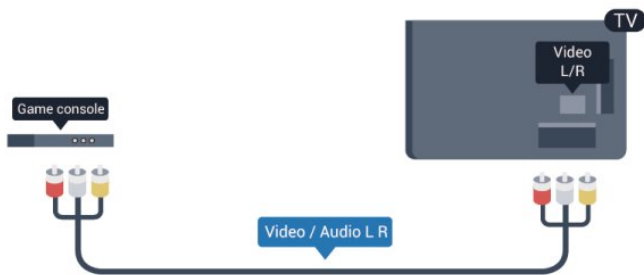 TV
Video
L/R
Game console
Video / Audio L R